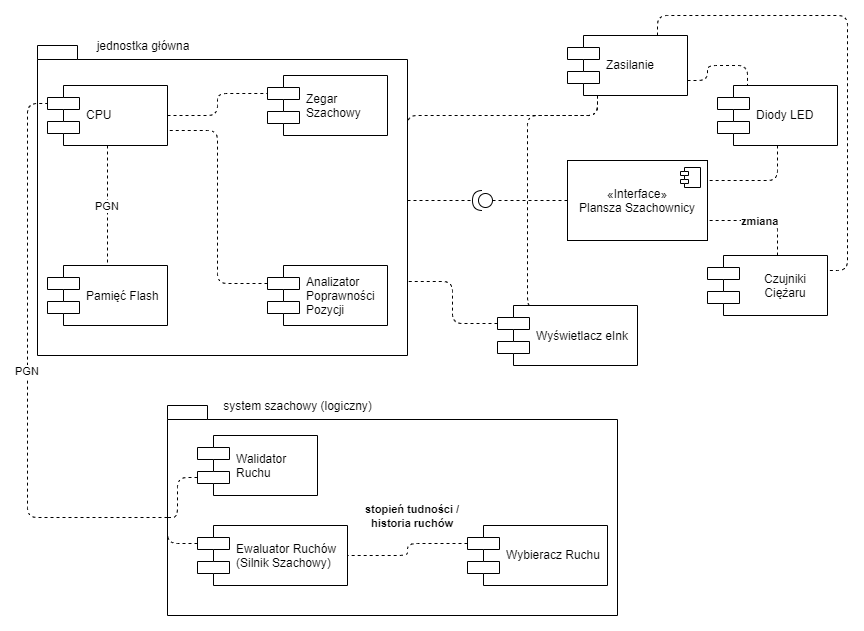 jednostka główna
CPU
Zegar
Szachowy
Zasilanie
Diody LED
PGN
«Interface»
Plansza Szachownicy
zmiana
Pamięć Flash
Analizator
Poprawności
Pozycji
Czujniki
Ciężaru
Wyświetlacz eInk
PGN
system szachowy (logiczny)
Walidator
Ruchu
stopień tudności /
historia ruchów
Ewaluator Ruchów
(Silnik Szachowy)
Wybieracz Ruchu